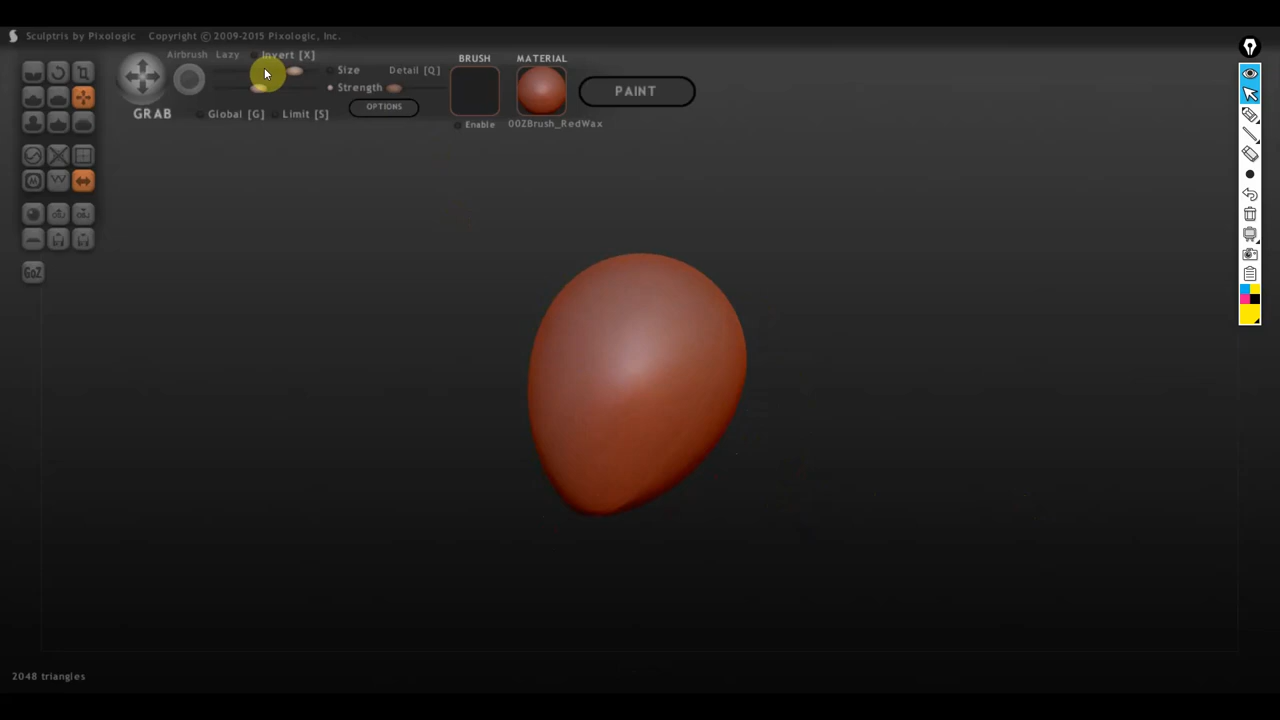 Sculptris by Pixologic Copyright © 2009-2015 Pixologic, Inc.
Airbrush Lazy Invert [X]
Size Detail [Q]
Strength
GRAB Global [G] Limit [S] OPTIONS
BRUSH MATERIAL
PAINT
Enable 00ZBrush_RedWax
GoZ
2048 triangles